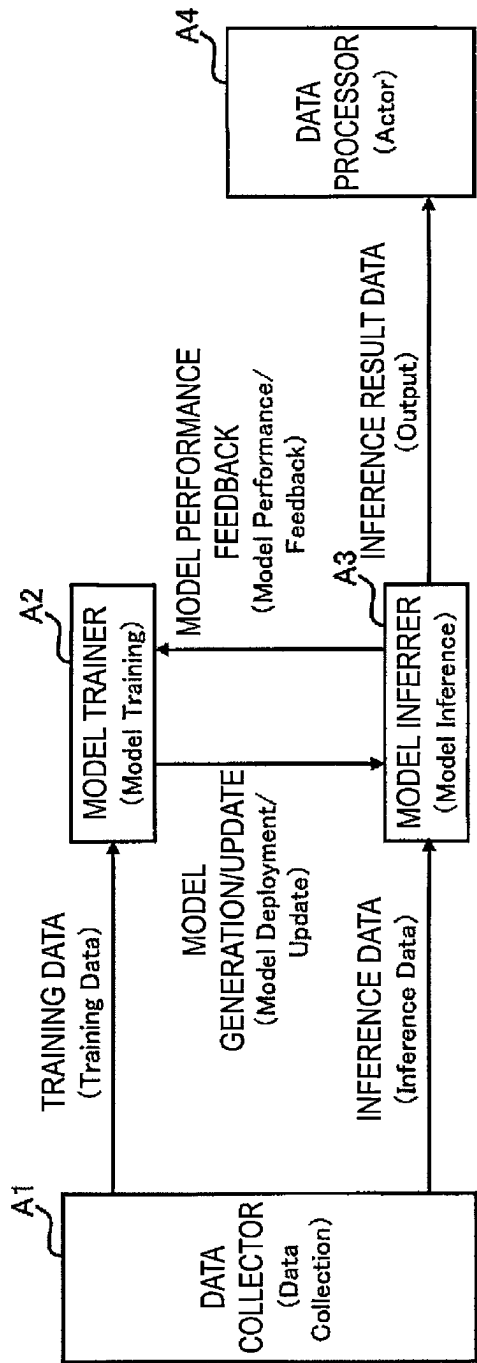 A1
DATA
COLLECTOR
(Data
Collection)
TRAINING DATA
(Training Data)
A2
MODEL TRAINER
(Model Training)
MODEL
GENERATION/UPDATE
(Model Deployment/
Update)
MODEL PERFORMANCE
FEEDBACK
(Model Performance/
Feedback)
INFERENCE DATA
(Inference Data)
A3
MODEL INFERRER
(Model Inference)
INFERENCE RESULT DATA
(Output)
A4
DATA
PROCESSOR
(Actor)